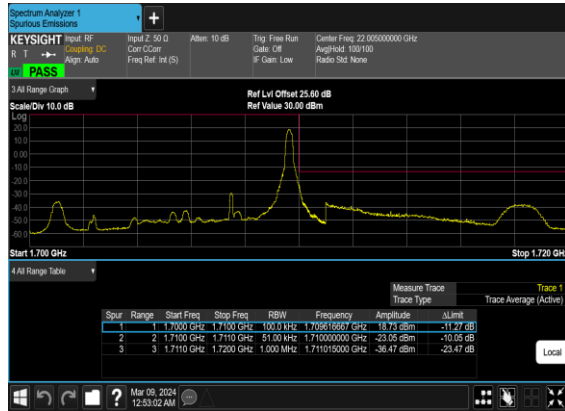 Spectrum Analyzer 1
Spurious Emissions
KEYSIGHT Input: RF Input Z: 50 Ω Atten: 10 dB Trig: Free Run Center Freq: 22.005000000 GHz
R T Coupling: DC Corr CCorr Gate: Off Avg|Hold: 100/100
Align: Auto Freq Ref: Int (S) IF Gain: Low Radio Std: None
PASS
3 All Range Graph Ref Lvl Offset 25.60 dB
Scale/Div 10.0 dB Ref Value 30.00 dBm
Log
20.0
10.0
0.00
-10.0
-20.0
-30.0
-40.0
-50.0
-60.0
Start 1.700 GHz Stop 1.720 GH
4 All Range Table
Measure Trace Trace 1
Trace Type Trace Average (Active)
Spur Range Start Freq Stop Freq RBW Frequency Amplitude ΔLimit
1 1 1.7000 GHz 1.7100 GHz 100.0 kHz 1.709616667 GHz 18.73 dBm -11.27 dB
2 2 1.7100 GHz 1.7110 GHz 51.00 kHz 1.710000000 GHz -23.05 dBm -10.05 dB
3 3 1.7110 GHz 1.7200 GHz 1.000 MHz 1.711015000 GHz -36.47 dBm -23.47 dB
Local
Mar 09, 2024
12:53:02 AM